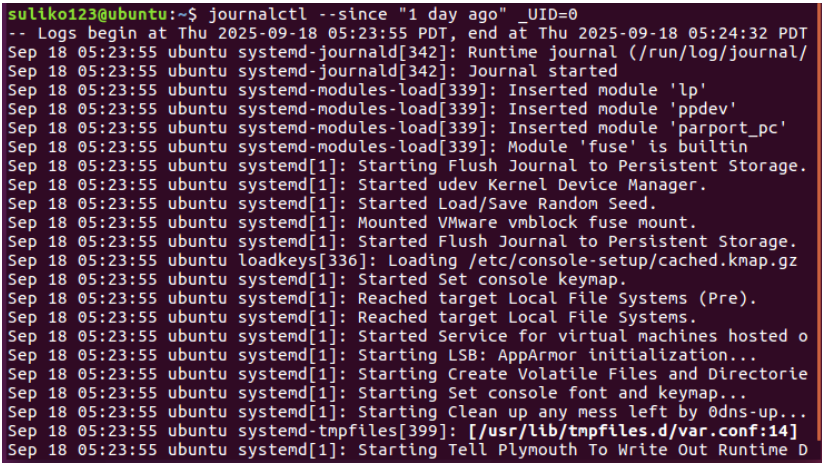 suliko123@ubuntu:~$ journalctl --since "1 day ago" _UID=0
-- Logs begin at Thu 2025-09-18 05:23:55 PDT, end at Thu 2025-09-18 05:24:32 PDT
Sep 18 05:23:55 ubuntu systemd-journald[342]: Runtime journal (/run/log/journal/
Sep 18 05:23:55 ubuntu systemd-journald[342]: Journal started
Sep 18 05:23:55 ubuntu systemd-modules-load[339]: Inserted module 'lp'
Sep 18 05:23:55 ubuntu systemd-modules-load[339]: Inserted module 'ppdev'
Sep 18 05:23:55 ubuntu systemd-modules-load[339]: Inserted module 'parport_pc'
Sep 18 05:23:55 ubuntu systemd-modules-load[339]: Module 'fuse' is builtin
Sep 18 05:23:55 ubuntu systemd[1]: Starting Flush Journal to Persistent Storage.
Sep 18 05:23:55 ubuntu systemd[1]: Started udev Kernel Device Manager.
Sep 18 05:23:55 ubuntu systemd[1]: Started Load/Save Random Seed.
Sep 18 05:23:55 ubuntu systemd[1]: Mounted VMware vmblock fuse mount.
Sep 18 05:23:55 ubuntu systemd[1]: Started Flush Journal to Persistent Storage.
Sep 18 05:23:55 ubuntu loadkeys[336]: Loading /etc/console-setup/cached.kmap.gz
Sep 18 05:23:55 ubuntu systemd[1]: Started Set console keymap.
Sep 18 05:23:55 ubuntu systemd[1]: Reached target Local File Systems (Pre).
Sep 18 05:23:55 ubuntu systemd[1]: Reached target Local File Systems.
Sep 18 05:23:55 ubuntu systemd[1]: Started Service for virtual machines hosted o
Sep 18 05:23:55 ubuntu systemd[1]: Starting LSB: AppArmor initialization...
Sep 18 05:23:55 ubuntu systemd[1]: Starting Create Volatile Files and Directorie
Sep 18 05:23:55 ubuntu systemd[1]: Starting Set console font and keymap...
Sep 18 05:23:55 ubuntu systemd[1]: Starting Clean up any mess left by 0dns-up...
Sep 18 05:23:55 ubuntu systemd-tmpfiles[399]: [/usr/lib/tmpfiles.d/var.conf:14]
Sep 18 05:23:55 ubuntu systemd[1]: Starting Tell Plymouth To Write Out Runtime D